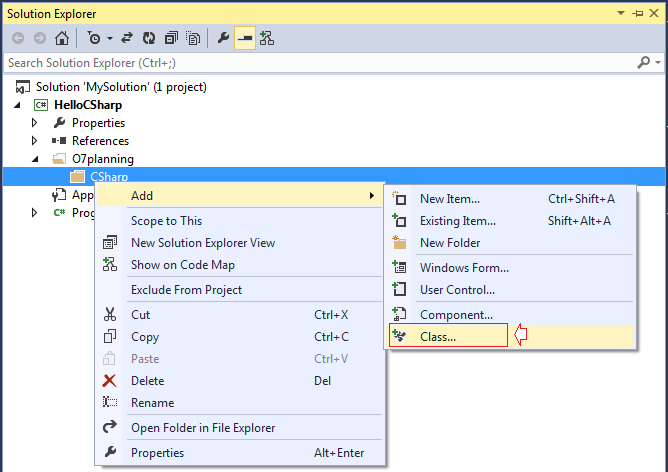 Solution Explorer
Search Solution Explorer (Ctrl+;)
Solution 'MySolution' (1 project)
C# HelloCSharp
Properties
References
O7planning
CSharp
App
C# Prog
Add
Scope to This
New Solution Explorer View
Show on Code Map
Exclude From Project
Cut Ctrl+X
Copy Ctrl+C
Paste Ctrl+V
Delete Del
Rename
Open Folder in File Explorer
Properties Alt+Enter
New Item... Ctrl+Shift+A
Existing Item... Shift+Alt+A
New Folder
Windows Form...
User Control...
Component...
Class...